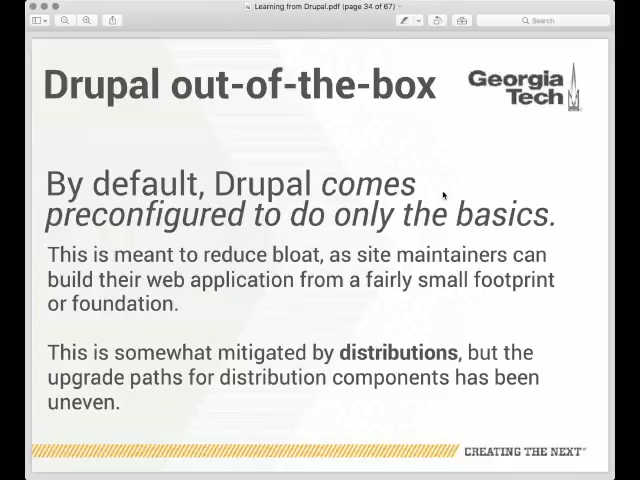 Learning from Drupal.pdf (page 34 of 67)
Search
Drupal out-of-the-box
Georgia
Tech
By default, Drupal comes
preconfigured to do only the basics.
This is meant to reduce bloat, as site maintainers can
build their web application from a fairly small footprint
or foundation.
This is somewhat mitigated by distributions, but the
upgrade paths for distribution components has been
uneven.
CREATING THE NEXT